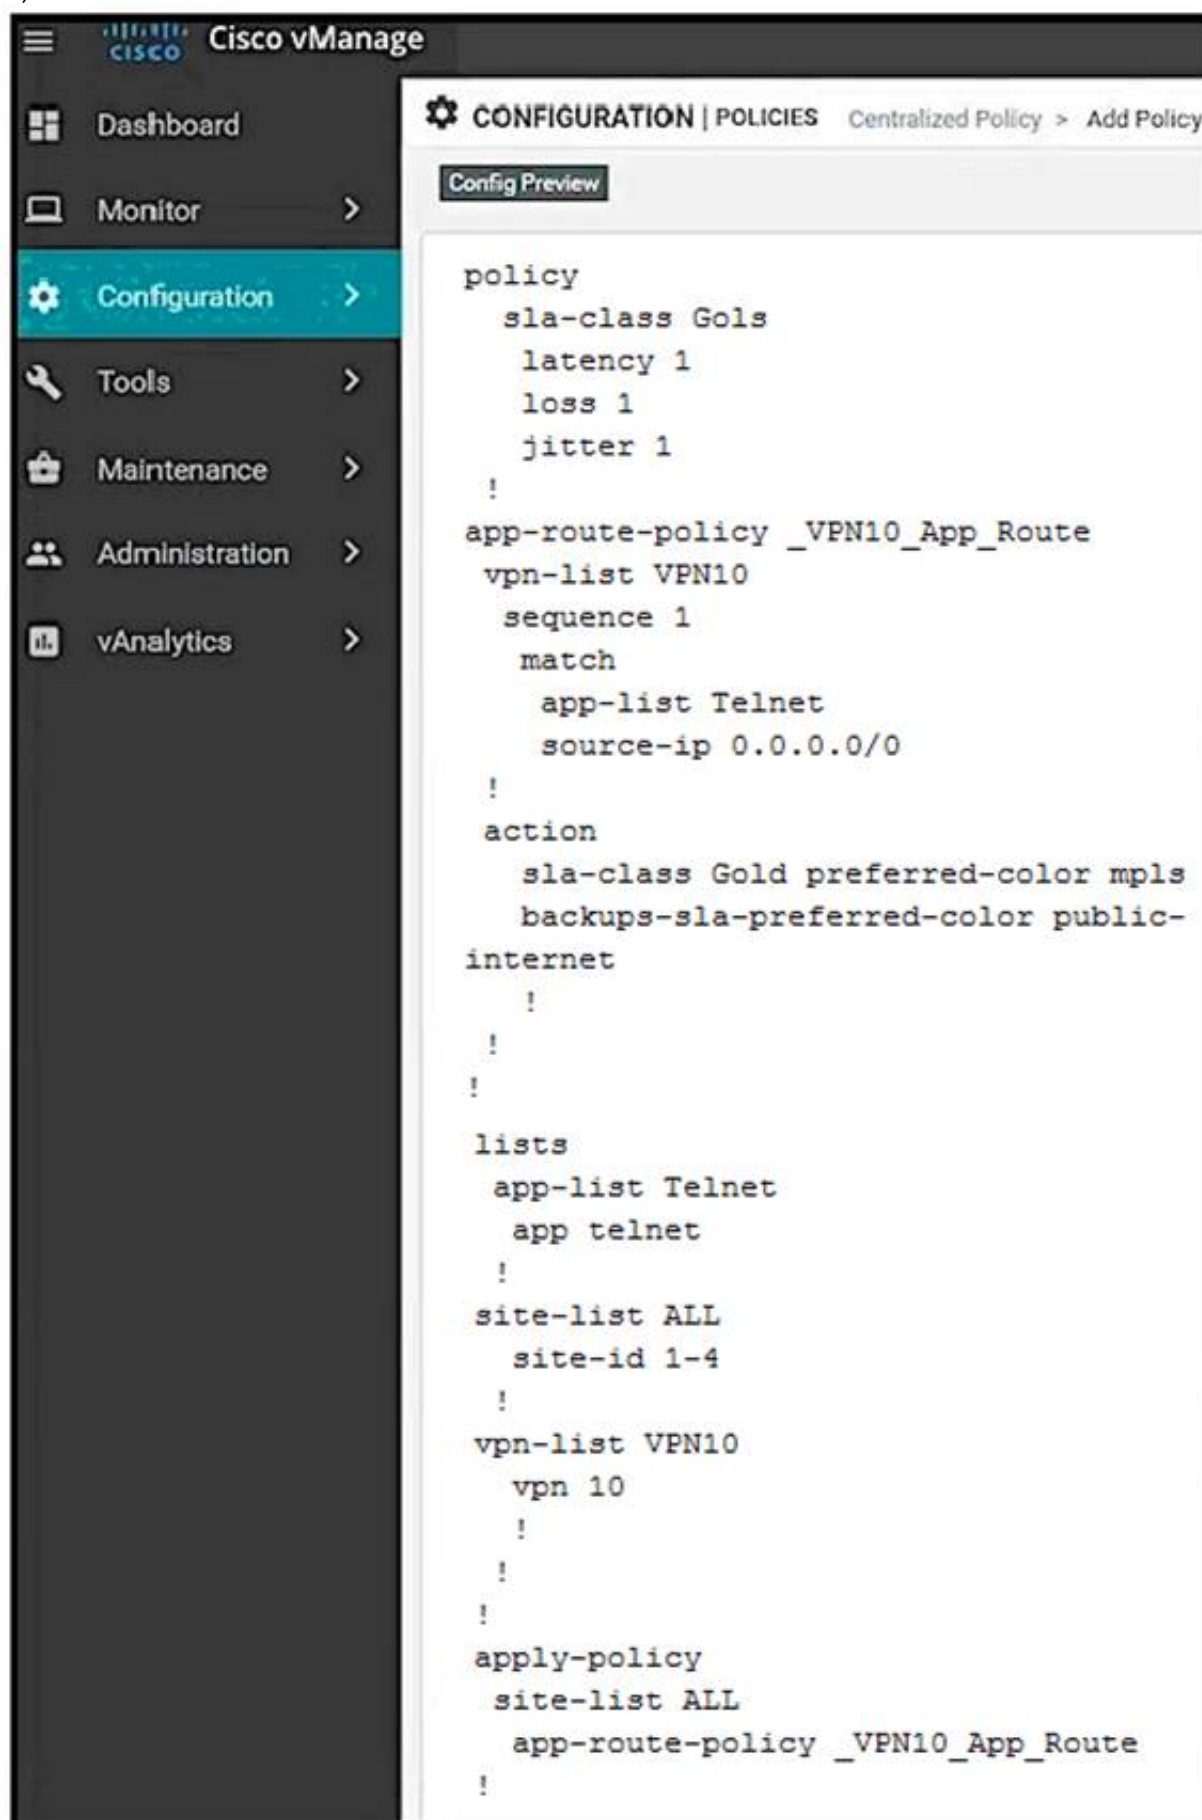 CISCO Cisco vManage
Dashboard
Monitor
Configuration
Tools
Maintenance
Administration
vAnalytics
CONFIGURATION | POLICIES Centralized Policy > Add Policy
Config Preview
policy
sla-class Gols
latency 1
loss 1
jitter 1
!
app-route-policy _VPN10_App_Route
vpn-list VPN10
sequence 1
match
app-list Telnet
source-ip 0.0.0.0/0
!
action
sla-class Gold preferred-color mpls
backups-sla-preferred-color public-
internet
!
!
!
lists
app-list Telnet
app telnet
!
site-list ALL
site-id 1-4
!
vpn-list VPN10
vpn 10
!
!
!
apply-policy
site-list ALL
app-route-policy _VPN10_App_Route
!